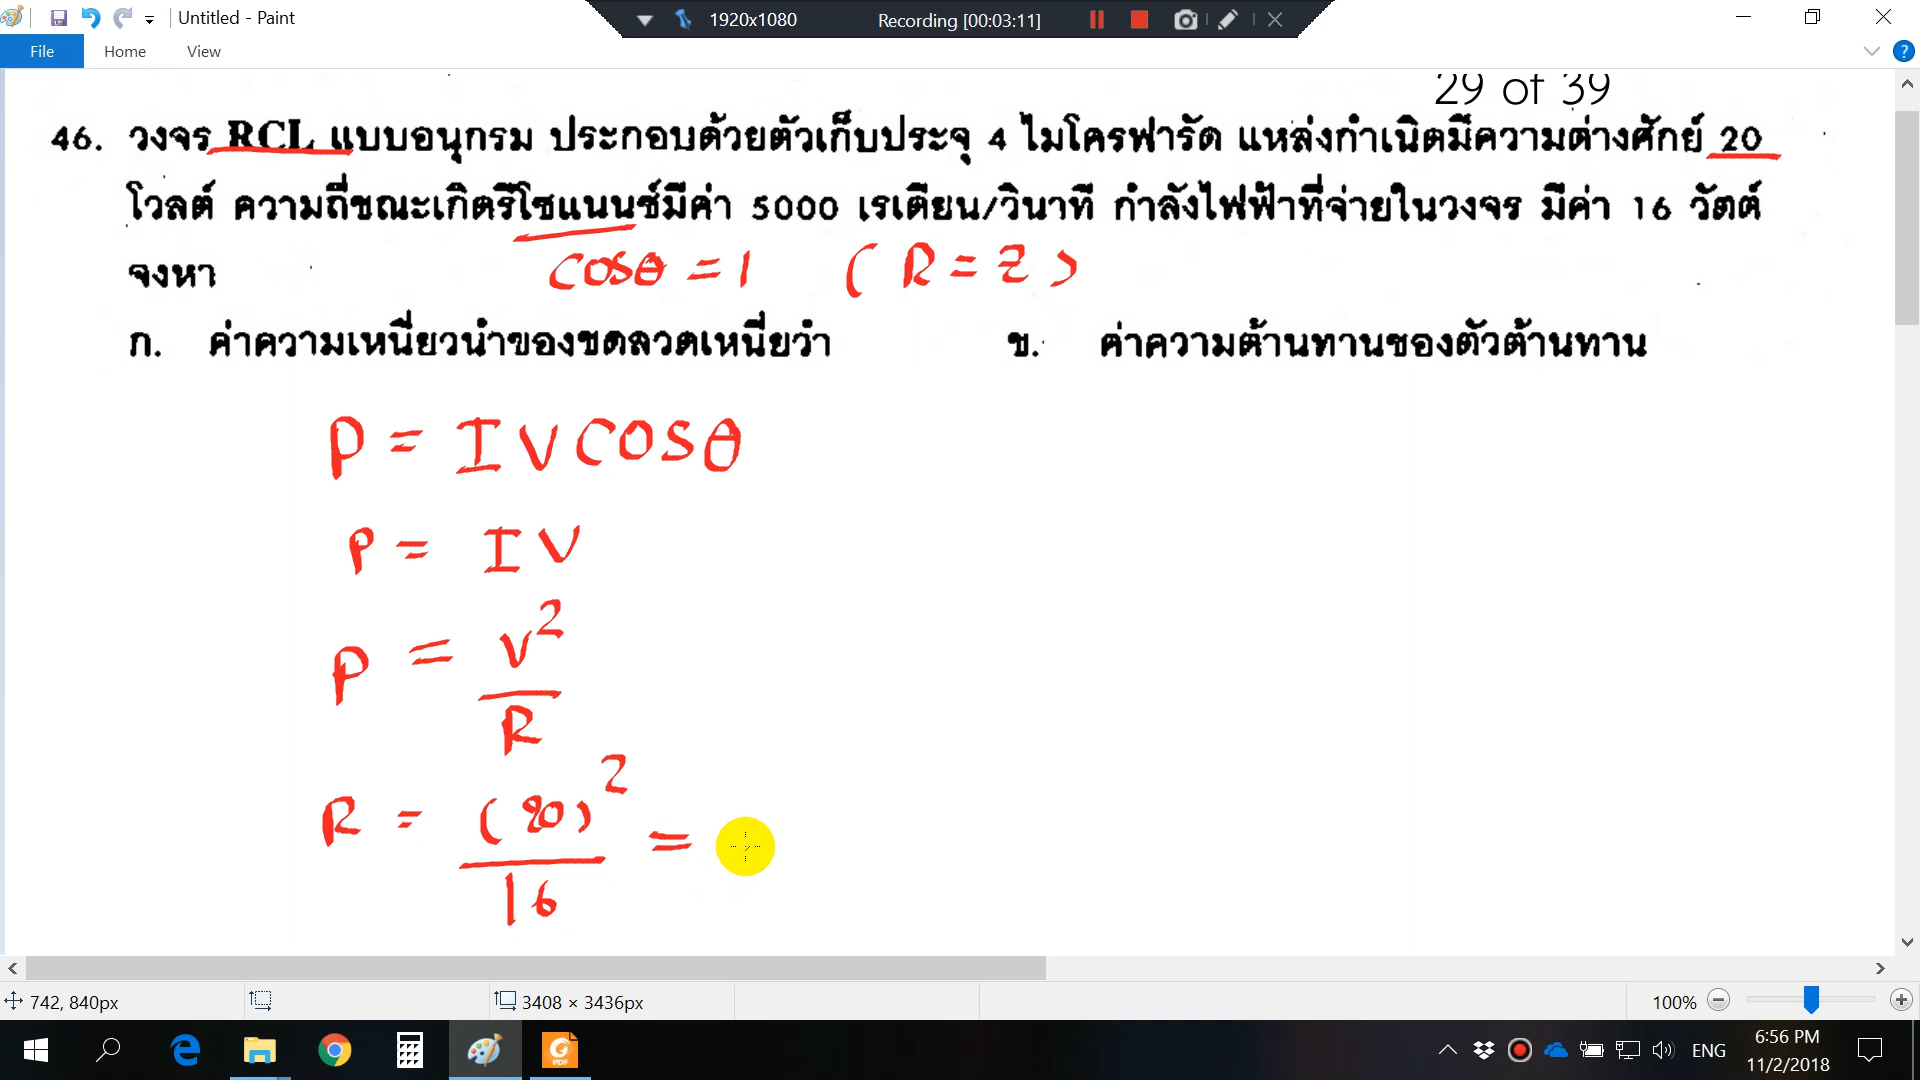 Untitled - Paint
1920x1080
Recording [00:03:11]
File
Home
View
29 of 39
46. วงจร RCL แบบอนุกรม ประกอบด้วยตัวเก็บประจุ 4 ไมโครฟารัด แหล่งกำเนิดมีความต่างศักย์ 20
โวลต์ ความถี่ขณะเกิดรีโซแนนซ์มีค่า 5000 เรเดียน/วินาที กำลังไฟฟ้าที่จ่ายในวงจร มีค่า 16 วัตต์
จงหา
cosθ = 1 (R = Z)
ก. ค่าความเหนี่ยวนำของขดลวดเหนี่ยวำ
ข. ค่าความต้านทานของตัวต้านทาน
P = IVCOSθ
P = IV
P = V²
R
R = (20)² =
16
742, 840px
3408 × 3436px
100%
PDF
ENG
6:56 PM
11/2/2018